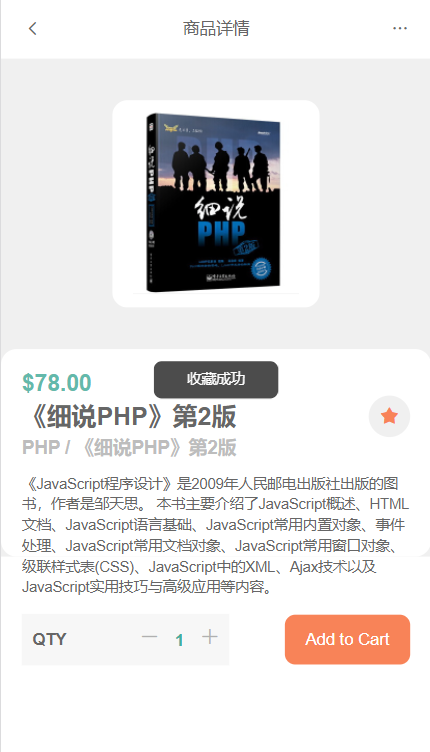 商品详情
细说
PHP
第2版
$78.00
收藏成功
《细说PHP》第2版
PHP / 《细说PHP》第2版
《JavaScript程序设计》是2009年人民邮电出版社出版的图
书，作者是邹天思。 本书主要介绍了JavaScript概述、HTML
文档、JavaScript语言基础、JavaScript常用内置对象、事件
处理、JavaScript常用文档对象、JavaScript常用窗口对象、
级联样式表(CSS)、JavaScript中的XML、Ajax技术以及
JavaScript实用技巧与高级应用等内容。
QTY
1
Add to Cart